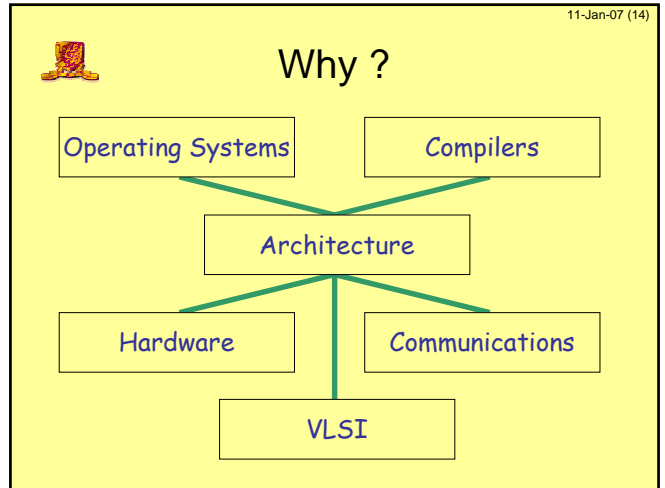 11-Jan-07 (14)
Why ?
Operating Systems
Compilers
Architecture
Hardware
Communications
VLSI